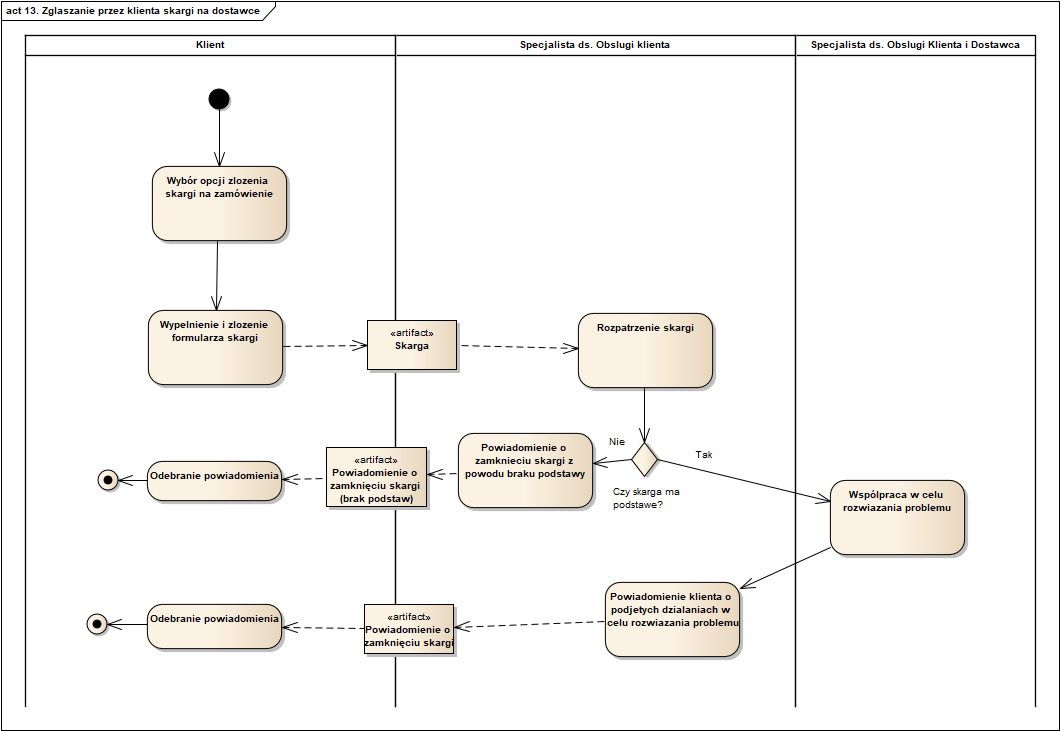 act 13. Zglaszanie przez klienta skargi na dostawce
Klient
Specjalista ds. Obslugi klienta
Specjalista ds. Obslugi Klienta i Dostawca
Wybór opcji zlozenia
skargi na zamówienie
Wypelnienie i zlozenie
formularza skargi
«artifact»
Skarga
Rozpatrzenie skargi
Nie
Tak
Czy skarga ma
podstawe?
Powiadomienie o
zamknieciu skargi z
powodu braku podstawy
«artifact»
Powiadomienie o
zamknięciu skargi
(brak podstaw)
Odebranie powiadomienia
Wspólpraca w celu
rozwiazania problemu
Powiadomienie klienta o
podjetych dzialaniach w
celu rozwiazania problemu
«artifact»
Powiadomienie o
zamknięciu skargi
Odebranie powiadomienia